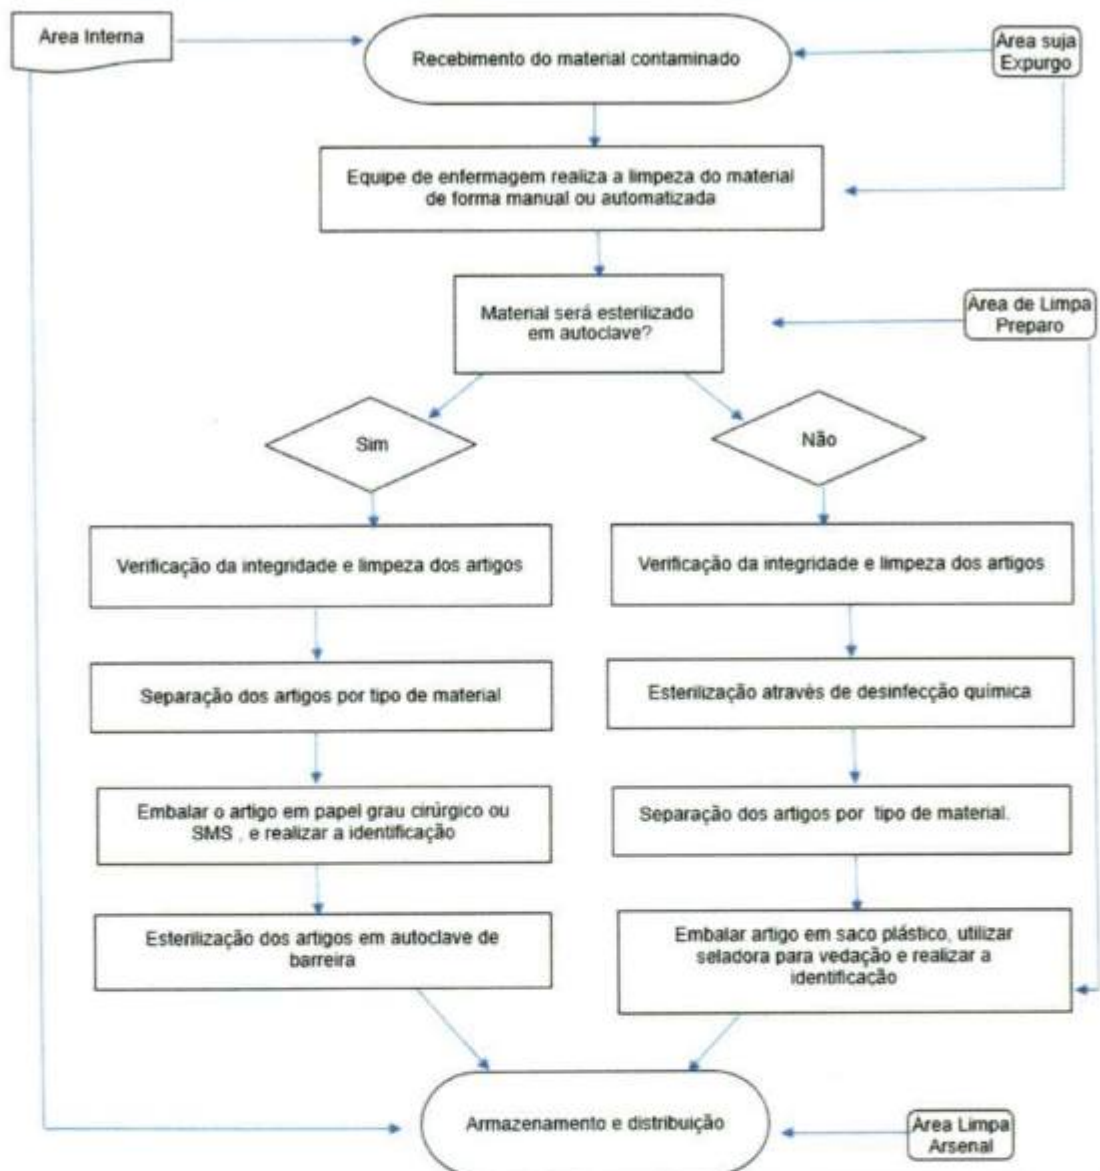 Area Interna
Recebimento do material contaminado
Area suja
Expurgo
Equipe de enfermagem realiza a limpeza do material
de forma manual ou automatizada
Material será esterilizado
em autoclave?
Área de Limpa
Preparo
Sim
Não
Verificação da integridade e limpeza dos artigos
Verificação da integridade e limpeza dos artigos
Separação dos artigos por tipo de material
Esterilização através de desinfecção química
Embalar o artigo em papel grau cirúrgico ou
SMS , e realizar a identificação
Separação dos artigos por tipo de material.
Esterilização dos artigos em autoclave de
barreira
Embalar artigo em saco plástico, utilizar
seladora para vedação e realizar a
identificação
Armazenamento e distribuição
Área Limpa
Arsenal